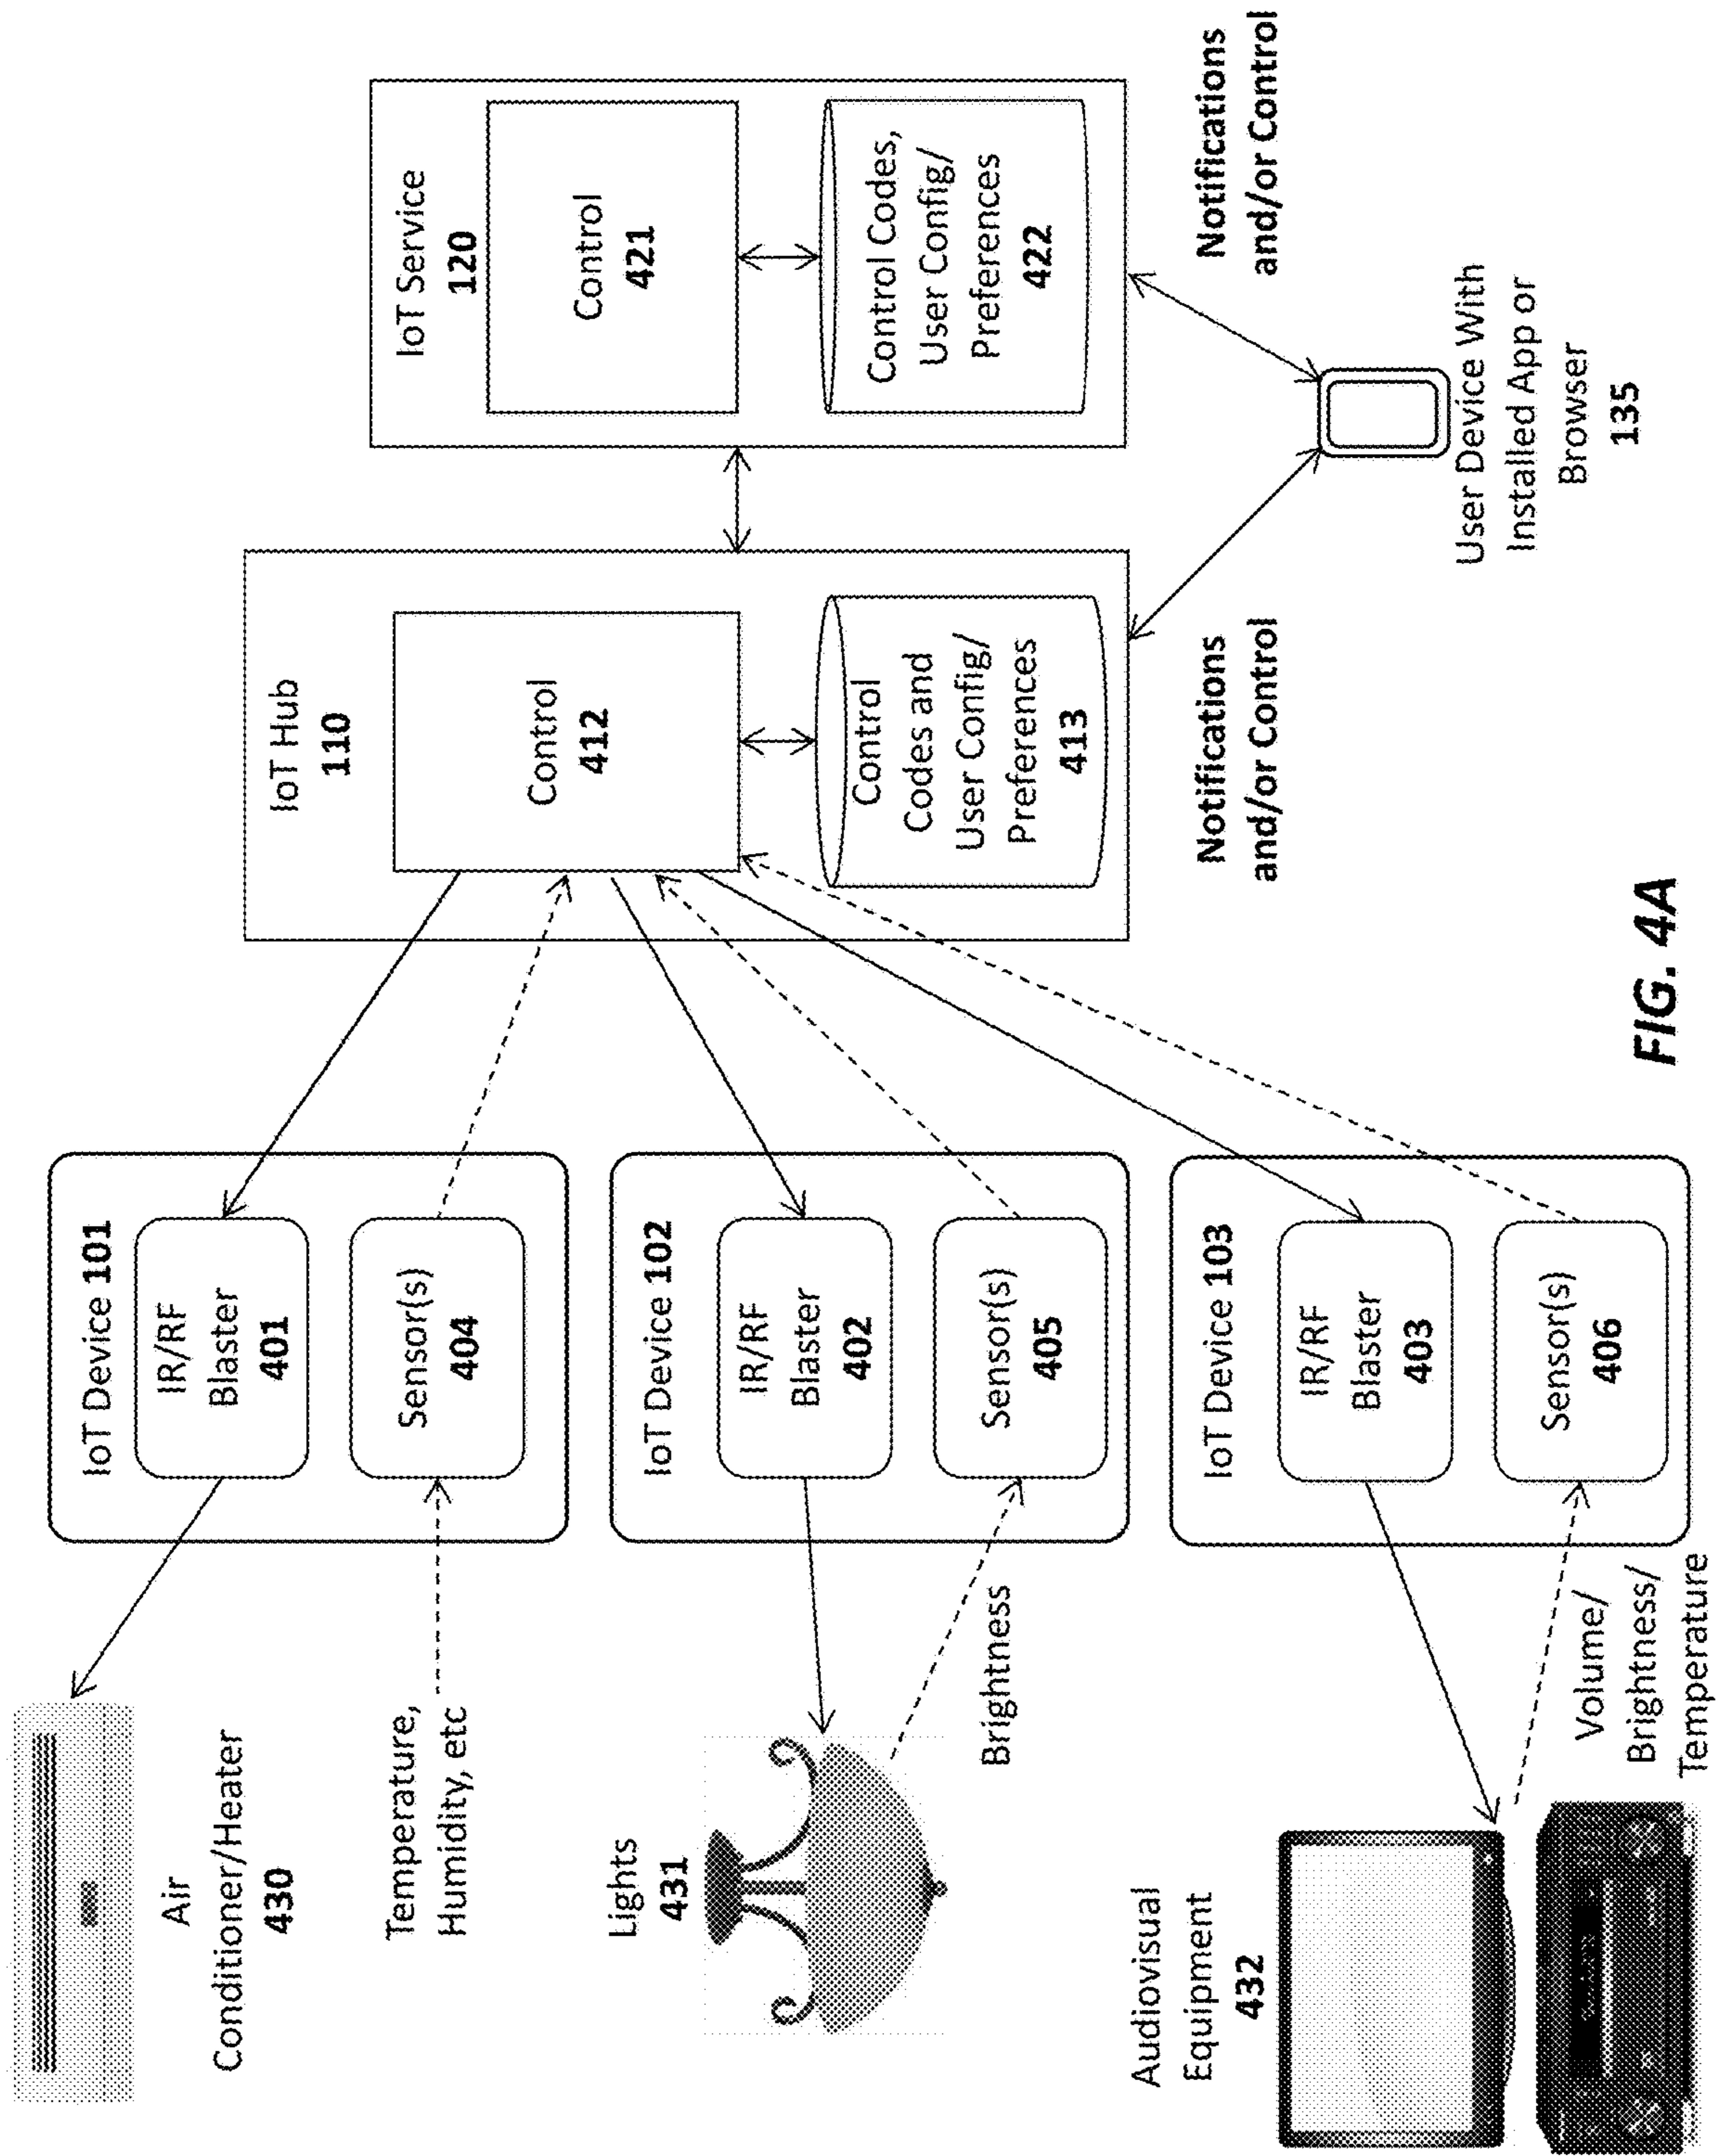 Air
Conditioner/Heater
430
Temperature,
Humidity, etc
Lights
431
Brightness
Audiovisual
Equipment
432
Volume/
Brightness/
Temperature
IoT Device 101
IR/RF
Blaster
401
Sensor(s)
404
IoT Device 102
IR/RF
Blaster
402
Sensor(s)
405
IoT Device 103
IR/RF
Blaster
403
Sensor(s)
406
IoT Hub
110
Control
412
Control
Codes and
User Config/
Preferences
413
Notifications
and/or Control
IoT Service
120
Control
421
Control Codes,
User Config/
Preferences
422
Notifications
and/or Control
User Device With
Installed App or
Browser
135
FIG. 4A